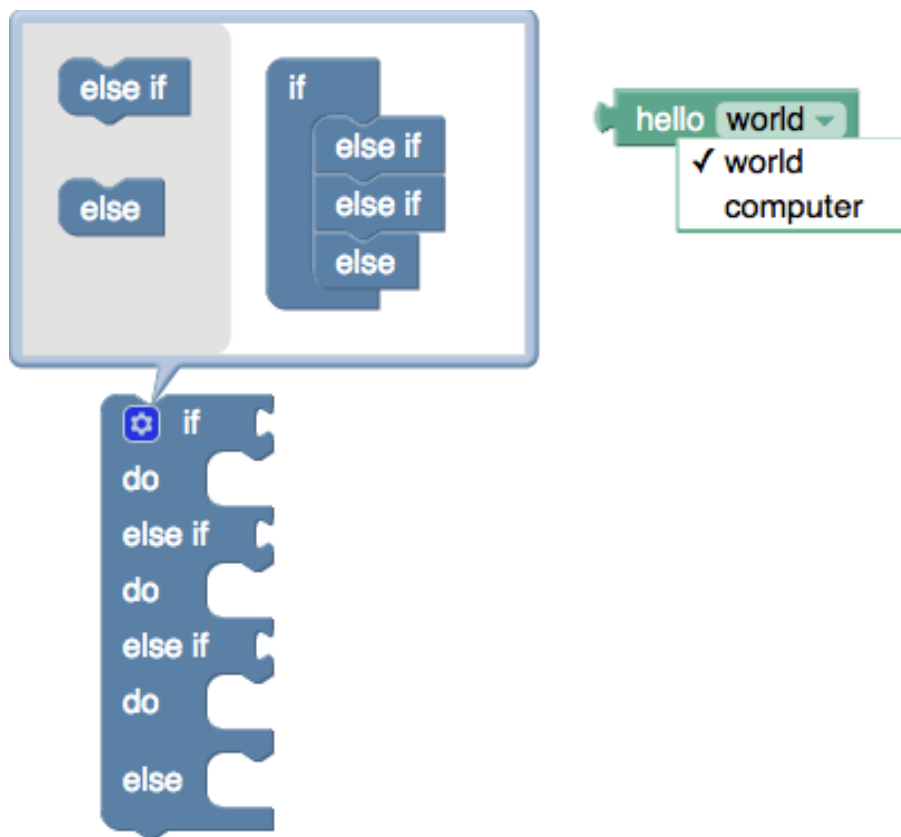 else if
else
if
else if
else if
else
hello world
✓ world
computer
if
do
else if
do
else if
do
else